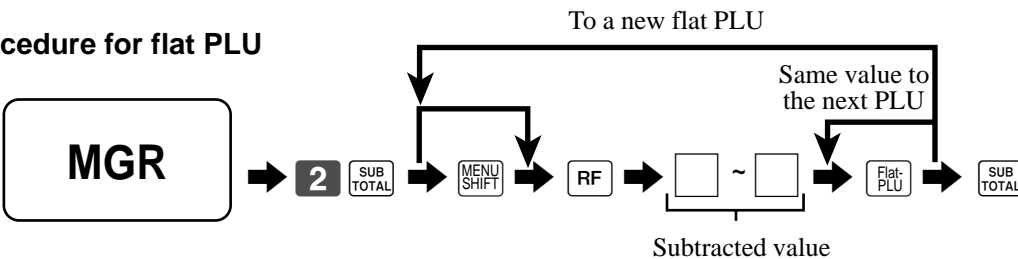 To a new flat PLU
cedure for flat PLU
Same value to
the next PLU
MGR
2
SUB
TOTAL
MENU
SHIFT
RF
~
Flat-
PLU
SUB
TOTAL
Subtracted value